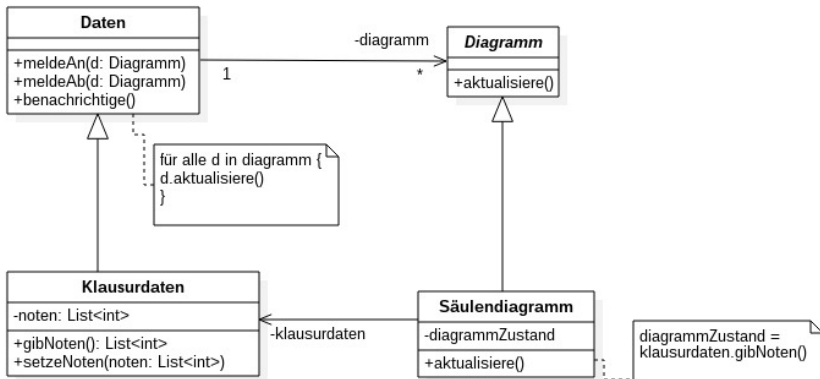 Daten
+meldeAn(d: Diagramm)
+meldeAb(d: Diagramm)
+benachrichtige()
-diagramm
1
*
Diagramm
+aktualisiere()
für alle d in diagramm {
d.aktualisiere()
}
Klausurdaten
-noten: List<int>
+gibNoten(): List<int>
+setzeNoten(noten: List<int>)
-klausurdaten
Säulendiagramm
-diagrammZustand
+aktualisiere()
diagrammZustand =
klausurdaten.gibNoten()